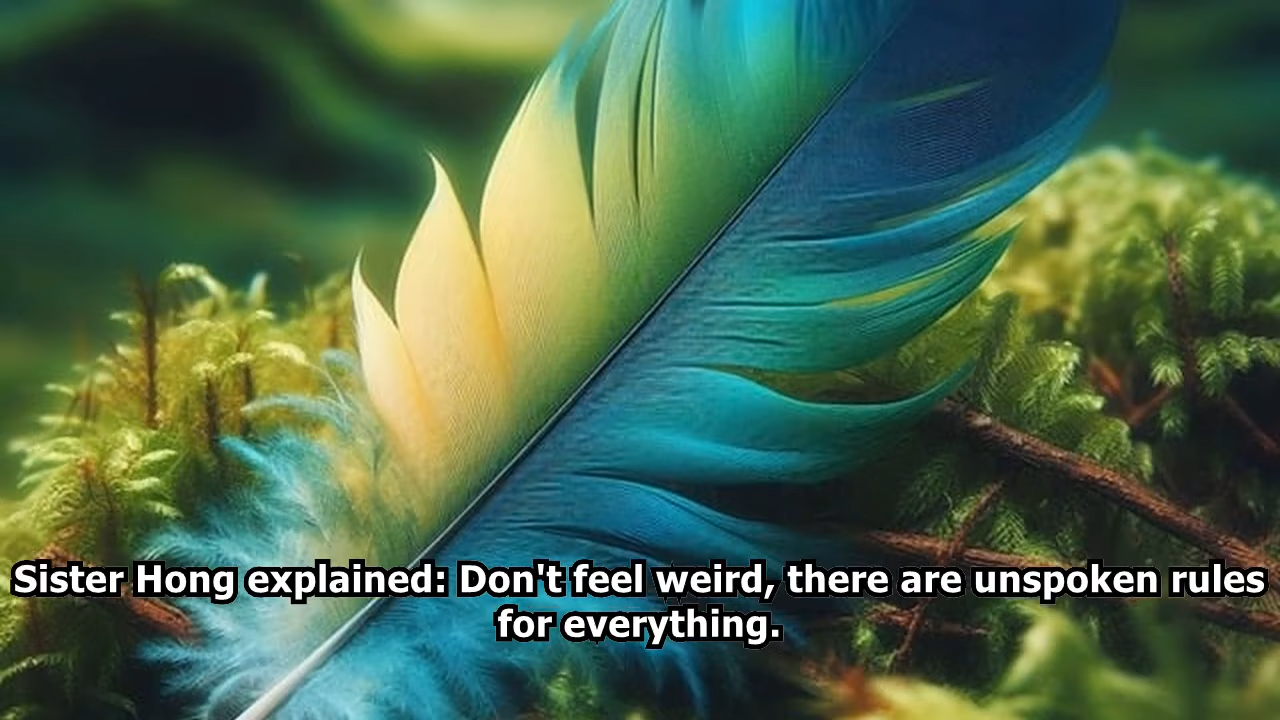 Sister Hong explained: Don't feel weird, there are unspoken rules
for everything.